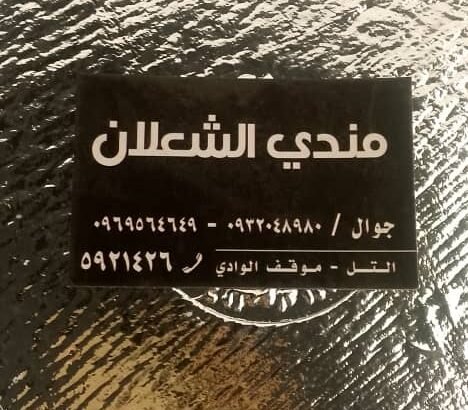 مندي الشعلان
جوال / ٠٩٣٢٠٤٨٩٨٠ - ٠٩٦٩٥٦٤٦٤٩
التل - موقف الوادي ٥٩٢١٤٢٦